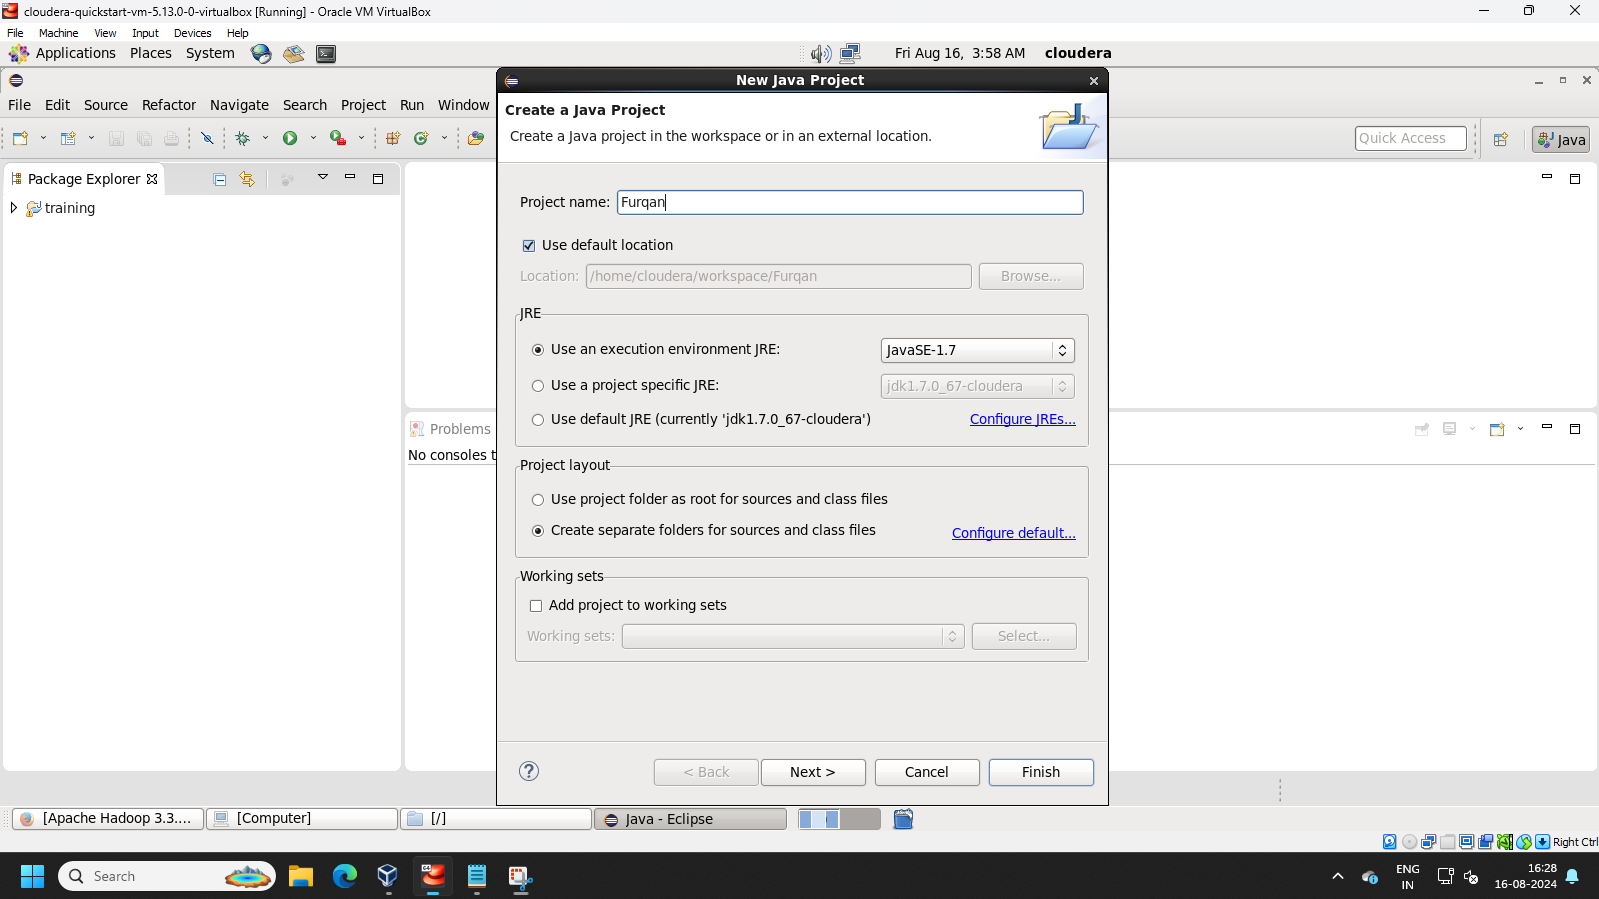 cloudera-quickstart-vm-5.13.0-0-virtualbox [Running] - Oracle VM VirtualBox
File Machine View Input Devices Help
Applications Places System Fri Aug 16, 3:58 AM cloudera
New Java Project
File Edit Source Refactor Navigate Search Project Run Window
Create a Java Project
Create a Java project in the workspace or in an external location.
Quick Access Java
Package Explorer
training
Project name: Furqan
Use default location
Location: /home/cloudera/workspace/Furqan Browse...
JRE
Use an execution environment JRE: JavaSE-1.7
Use a project specific JRE: jdk1.7.0_67-cloudera
Use default JRE (currently 'jdk1.7.0_67-cloudera') Configure JREs...
Problems
No consoles t
Project layout
Use project folder as root for sources and class files
Create separate folders for sources and class files Configure default...
Working sets
Add project to working sets
Working sets: Select...
< Back Next > Cancel Finish
[Apache Hadoop 3.3.... [Computer] [/] Java - Eclipse
Right Ctrl
Search
ENG
IN
16:28
16-08-2024